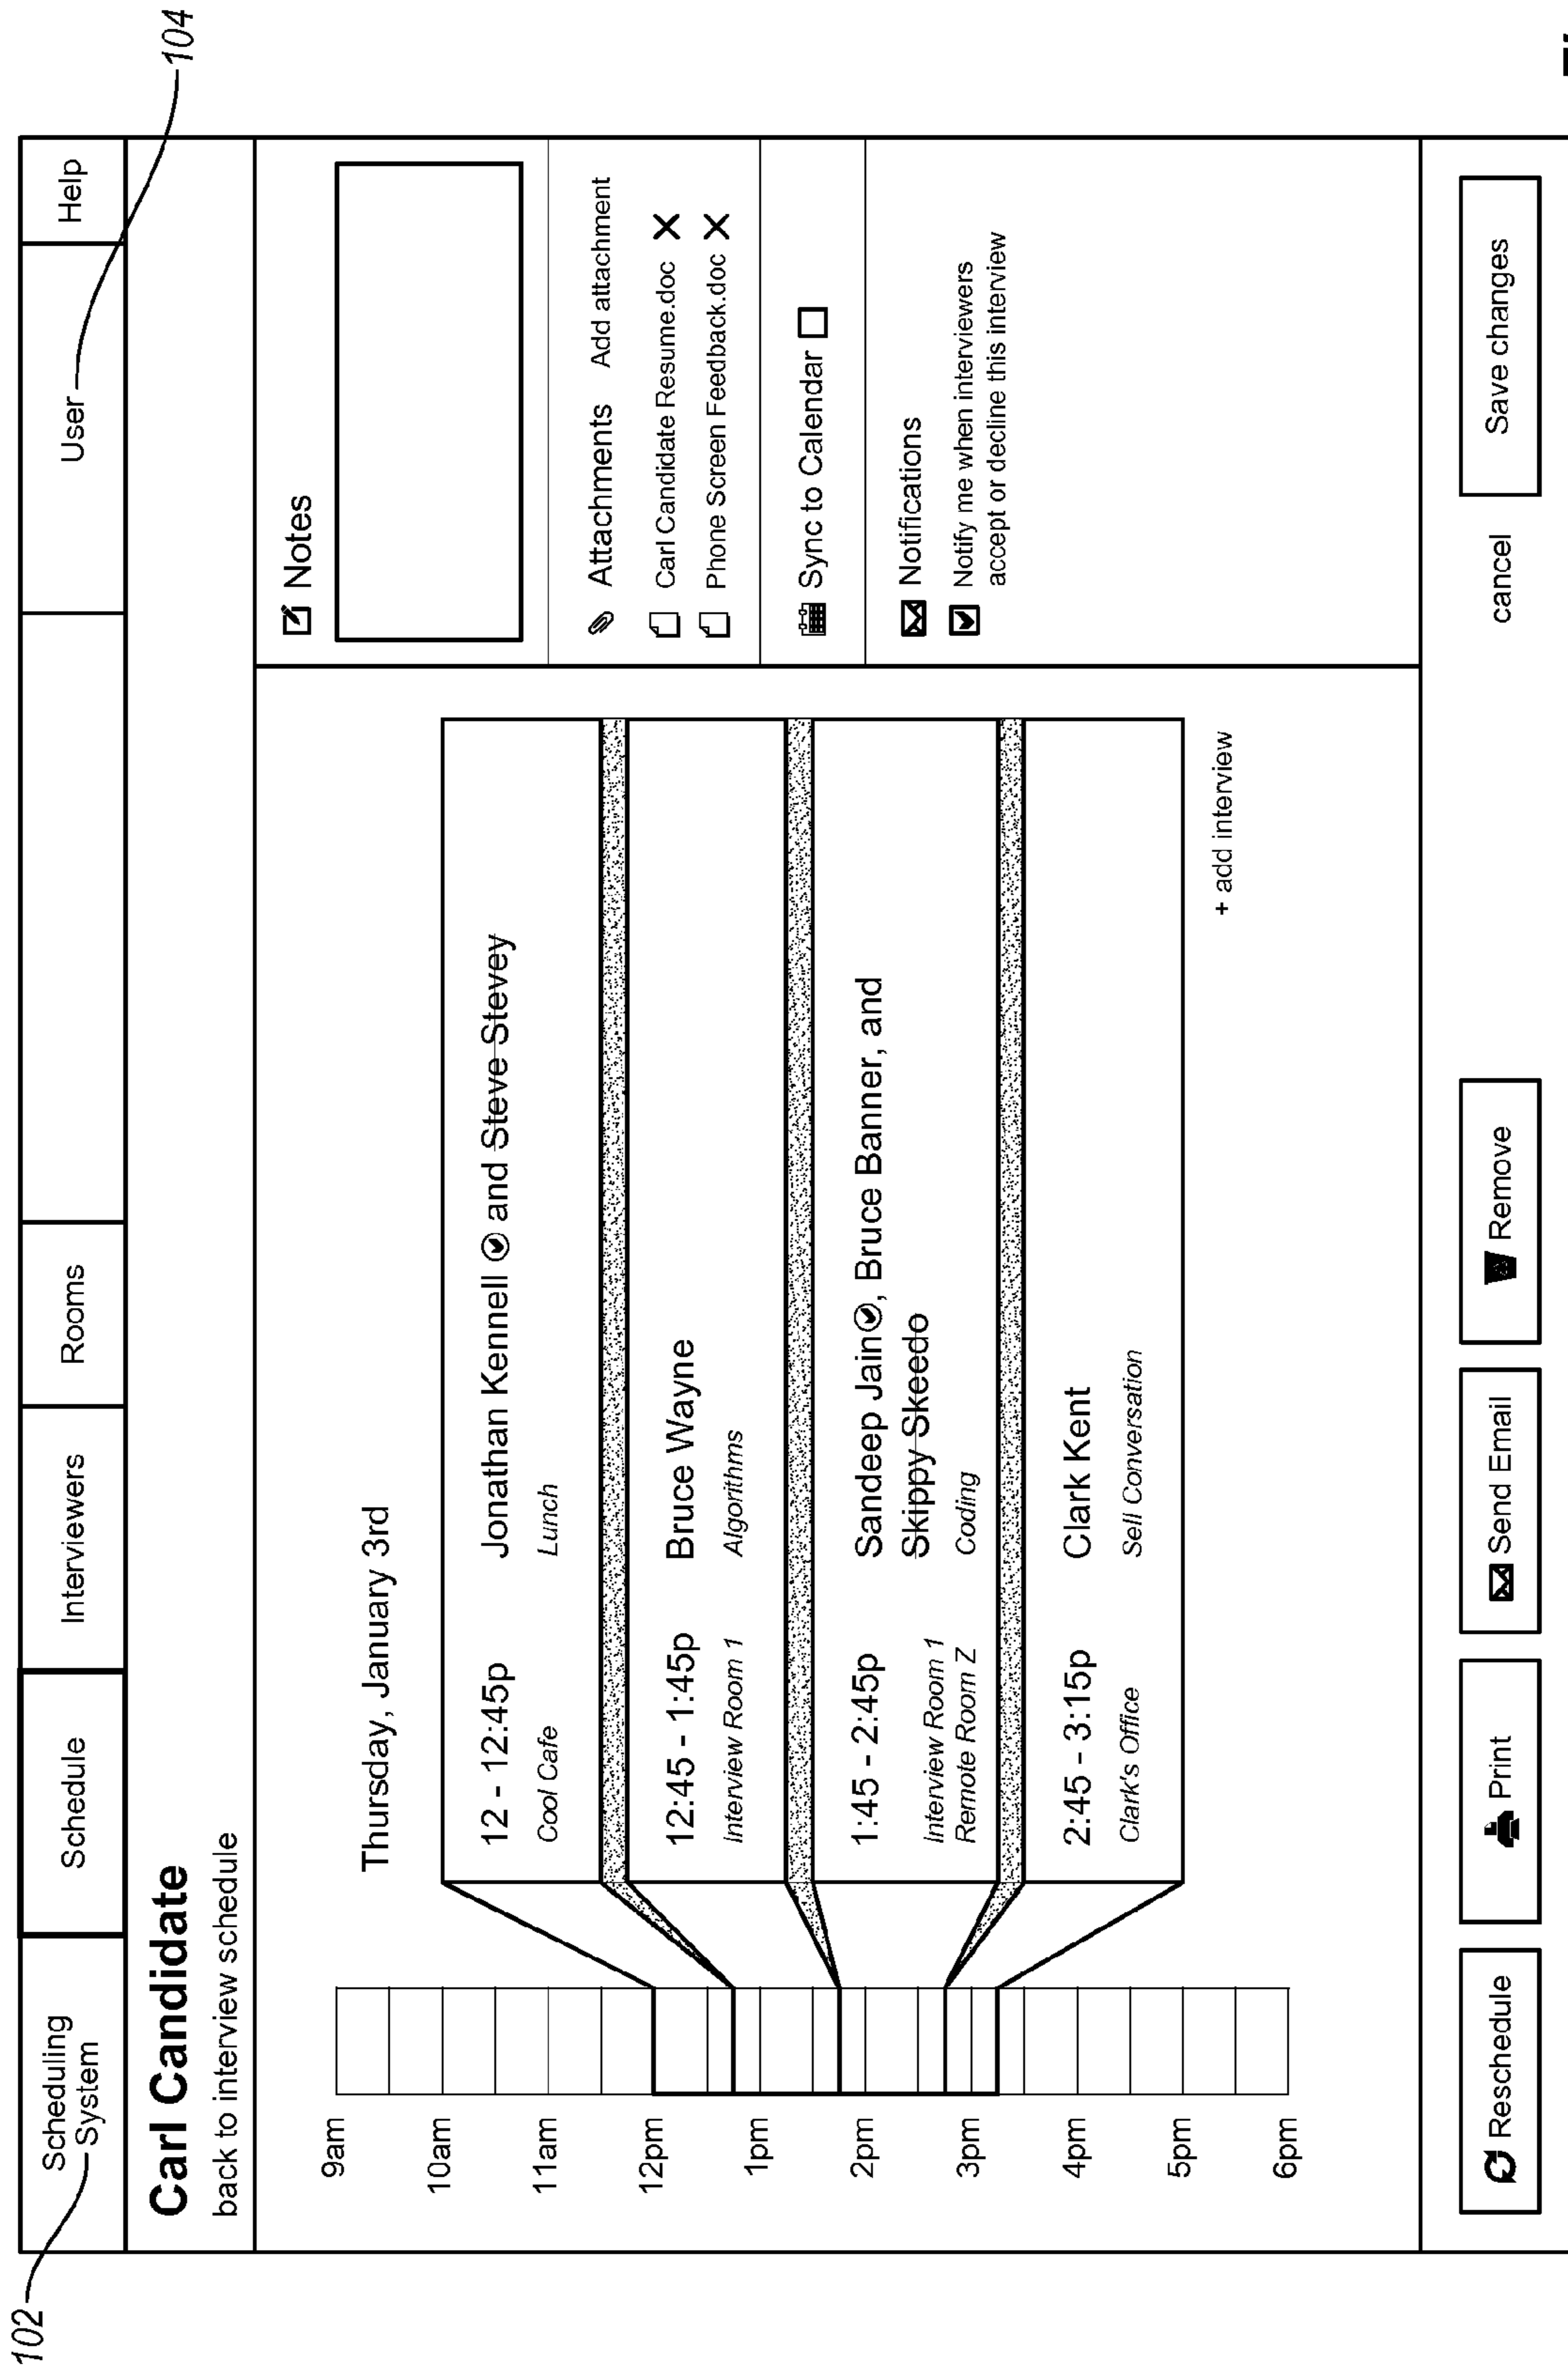 102
104
Scheduling
System
Schedule
Interviewers
Rooms
User
Help
Carl Candidate
back to interview schedule
9am
10am
11am
12pm
1pm
2pm
3pm
4pm
5pm
6pm
Thursday, January 3rd
12 - 12:45p
Jonathan Kennell and Steve Stevey
Cool Cafe
Lunch
12:45 - 1:45p
Bruce Wayne
Interview Room 1
Algorithms
1:45 - 2:45p
Sandeep Jain, Bruce Banner, and
Skippy Skeedo
Interview Room 1
Remote Room Z
Coding
2:45 - 3:15p
Clark Kent
Clark's Office
Sell Conversation
+ add interview
Notes
Attachments Add attachment
Carl Candidate Resume.doc X
Phone Screen Feedback.doc X
Sync to Calendar
Notifications
Notify me when interviewers
accept or decline this interview
Reschedule
Print
Send Email
Remove
cancel
Save changes